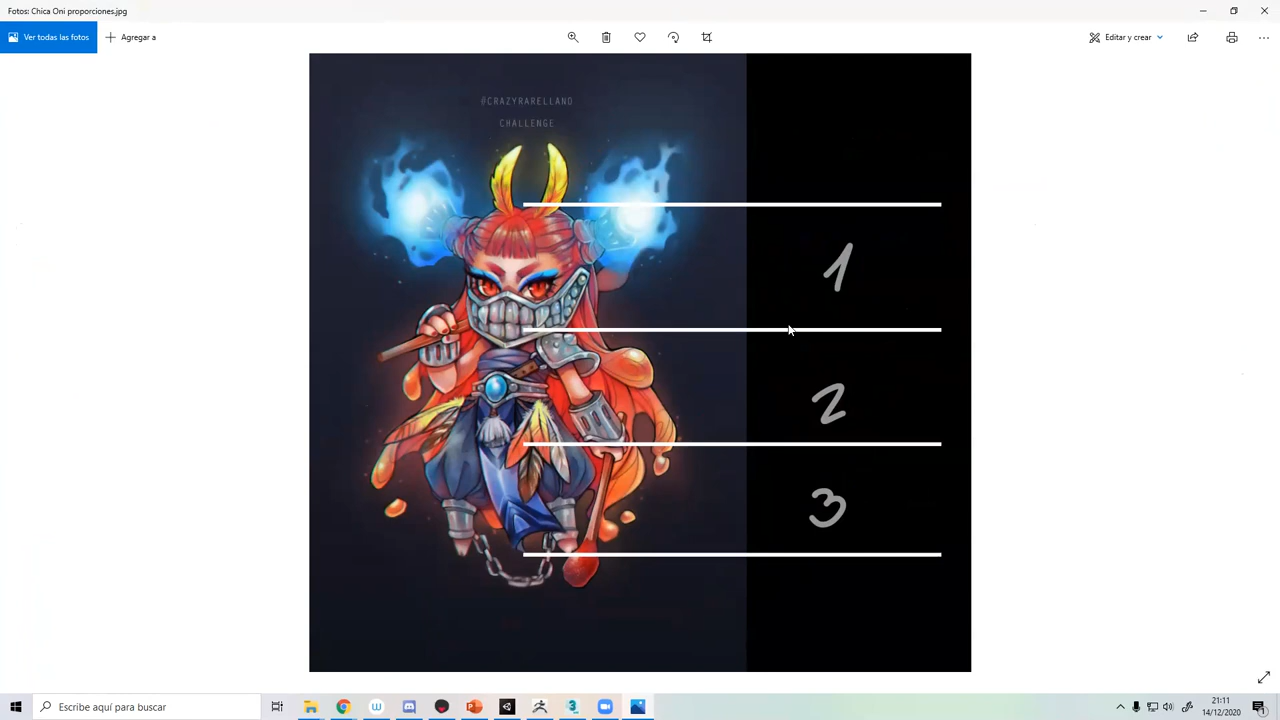 Fotos: Chica Oni proporciones.jpg
Ver todas las fotos
Agregar a
Editar y crear
#CRAZYRARELLAND
CHALLENGE
1
2
3
Escribe aquí para buscar
21:11
14/12/2020